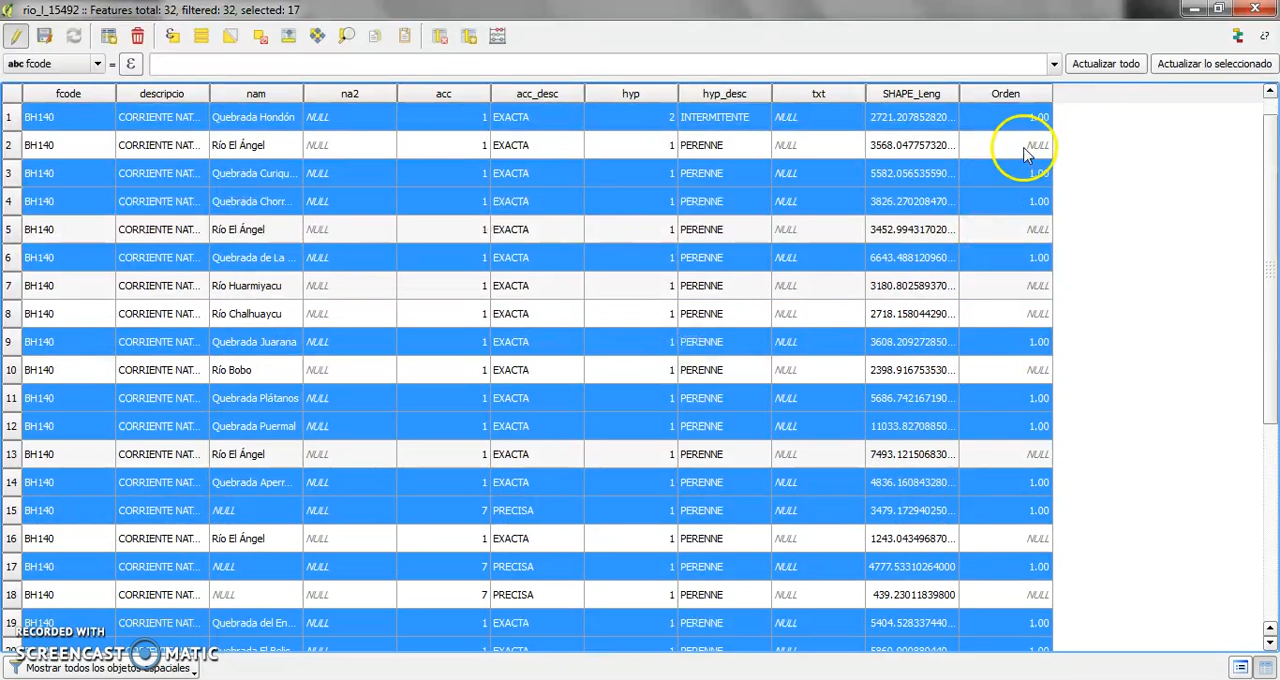 rio_l_15492 :: Features total: 32, filtered: 32, selected: 17
abc fcode = ε Actualizar todo Actualizar lo seleccionado
fcode descripcio nam na2 acc acc_desc hyp hyp_desc txt SHAPE_Leng Orden
1 BH140 CORRIENTE NAT... Quebrada Hondón NULL 1 EXACTA 2 INTERMITENTE NULL 2721.207852820... 1.00
2 BH140 CORRIENTE NAT... Río El Ángel NULL 1 EXACTA 1 PERENNE NULL 3568.047757320... NULL
3 BH140 CORRIENTE NAT... Quebrada Curiqu... NULL 1 EXACTA 1 PERENNE NULL 5582.056535590... 1.00
4 BH140 CORRIENTE NAT... Quebrada Chorr... NULL 1 EXACTA 1 PERENNE NULL 3826.270208470... 1.00
5 BH140 CORRIENTE NAT... Río El Ángel NULL 1 EXACTA 1 PERENNE NULL 3452.994317020... NULL
6 BH140 CORRIENTE NAT... Quebrada de La ... NULL 1 EXACTA 1 PERENNE NULL 6643.488120960... 1.00
7 BH140 CORRIENTE NAT... Río Huarmiyacu NULL 1 EXACTA 1 PERENNE NULL 3180.802589370... NULL
8 BH140 CORRIENTE NAT... Río Chalhuaycu NULL 1 EXACTA 1 PERENNE NULL 2718.158044290... NULL
9 BH140 CORRIENTE NAT... Quebrada Juarana NULL 1 EXACTA 1 PERENNE NULL 3608.209272850... 1.00
10 BH140 CORRIENTE NAT... Río Bobo NULL 1 EXACTA 1 PERENNE NULL 2398.916753530... NULL
11 BH140 CORRIENTE NAT... Quebrada Plátanos NULL 1 EXACTA 1 PERENNE NULL 5686.742167190... 1.00
12 BH140 CORRIENTE NAT... Quebrada Puermal NULL 1 EXACTA 1 PERENNE NULL 11033.82708850... 1.00
13 BH140 CORRIENTE NAT... Río El Ángel NULL 1 EXACTA 1 PERENNE NULL 7493.121506830... NULL
14 BH140 CORRIENTE NAT... Quebrada Aperr... NULL 1 EXACTA 1 PERENNE NULL 4836.160843280... 1.00
15 BH140 CORRIENTE NAT... NULL NULL 7 PRECISA 1 PERENNE NULL 3479.172940250... 1.00
16 BH140 CORRIENTE NAT... Río El Ángel NULL 1 EXACTA 1 PERENNE NULL 1243.043496870... NULL
17 BH140 CORRIENTE NAT... NULL NULL 7 PRECISA 1 PERENNE NULL 4777.53310264000 1.00
18 BH140 CORRIENTE NAT... NULL NULL 7 PRECISA 1 PERENNE NULL 439.23011839800 NULL
19 BH140 CORRIENTE NAT... Quebrada del En... NULL 1 EXACTA 1 PERENNE NULL 5404.528337440... 1.00
RECORDED WITH
SCREENCAST MATIC
Mostrar todos los objetos espaciales